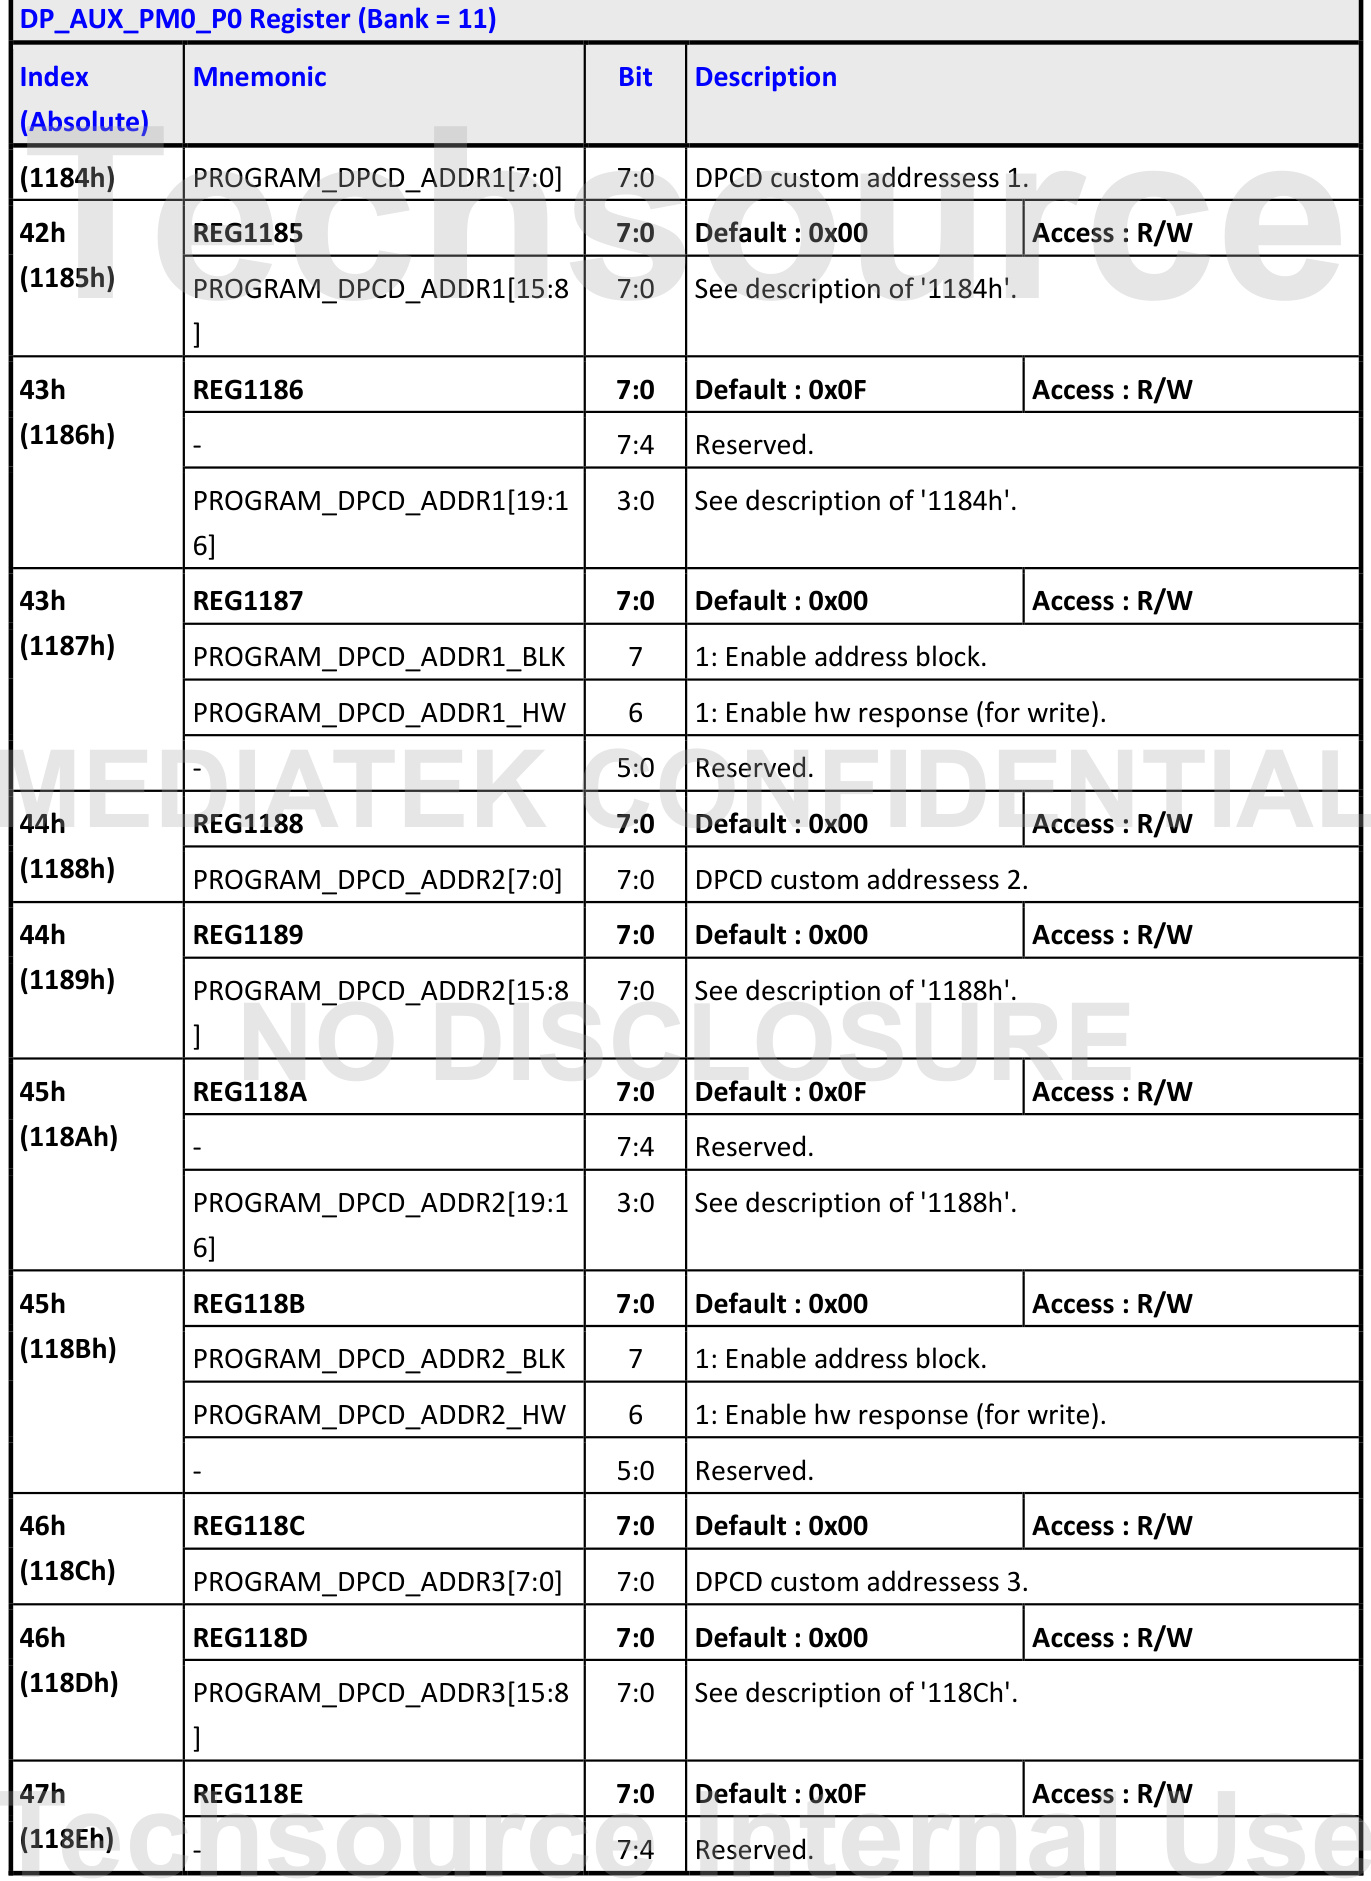 DP_AUX_PM0_P0 Register (Bank = 11)
Index (Absolute) Mnemonic Bit Description
(1184h) PROGRAM_DPCD_ADDR1[7:0] 7:0 DPCD custom addressess 1.
42h (1185h) REG1185 7:0 Default : 0x00 Access : R/W
PROGRAM_DPCD_ADDR1[15:8] 7:0 See description of '1184h'.
43h (1186h) REG1186 7:0 Default : 0x0F Access : R/W
- 7:4 Reserved.
PROGRAM_DPCD_ADDR1[19:16] 3:0 See description of '1184h'.
43h (1187h) REG1187 7:0 Default : 0x00 Access : R/W
PROGRAM_DPCD_ADDR1_BLK 7 1: Enable address block.
PROGRAM_DPCD_ADDR1_HW 6 1: Enable hw response (for write).
- 5:0 Reserved.
44h (1188h) REG1188 7:0 Default : 0x00 Access : R/W
PROGRAM_DPCD_ADDR2[7:0] 7:0 DPCD custom addressess 2.
44h (1189h) REG1189 7:0 Default : 0x00 Access : R/W
PROGRAM_DPCD_ADDR2[15:8] 7:0 See description of '1188h'.
45h (118Ah) REG118A 7:0 Default : 0x0F Access : R/W
- 7:4 Reserved.
PROGRAM_DPCD_ADDR2[19:16] 3:0 See description of '1188h'.
45h (118Bh) REG118B 7:0 Default : 0x00 Access : R/W
PROGRAM_DPCD_ADDR2_BLK 7 1: Enable address block.
PROGRAM_DPCD_ADDR2_HW 6 1: Enable hw response (for write).
- 5:0 Reserved.
46h (118Ch) REG118C 7:0 Default : 0x00 Access : R/W
PROGRAM_DPCD_ADDR3[7:0] 7:0 DPCD custom addressess 3.
46h (118Dh) REG118D 7:0 Default : 0x00 Access : R/W
PROGRAM_DPCD_ADDR3[15:8] 7:0 See description of '118Ch'.
47h (118Eh) REG118E 7:0 Default : 0x0F Access : R/W
- 7:4 Reserved.
Techsource
MEDIATEK CONFIDENTIAL
NO DISCLOSURE
Techsource Internal Use